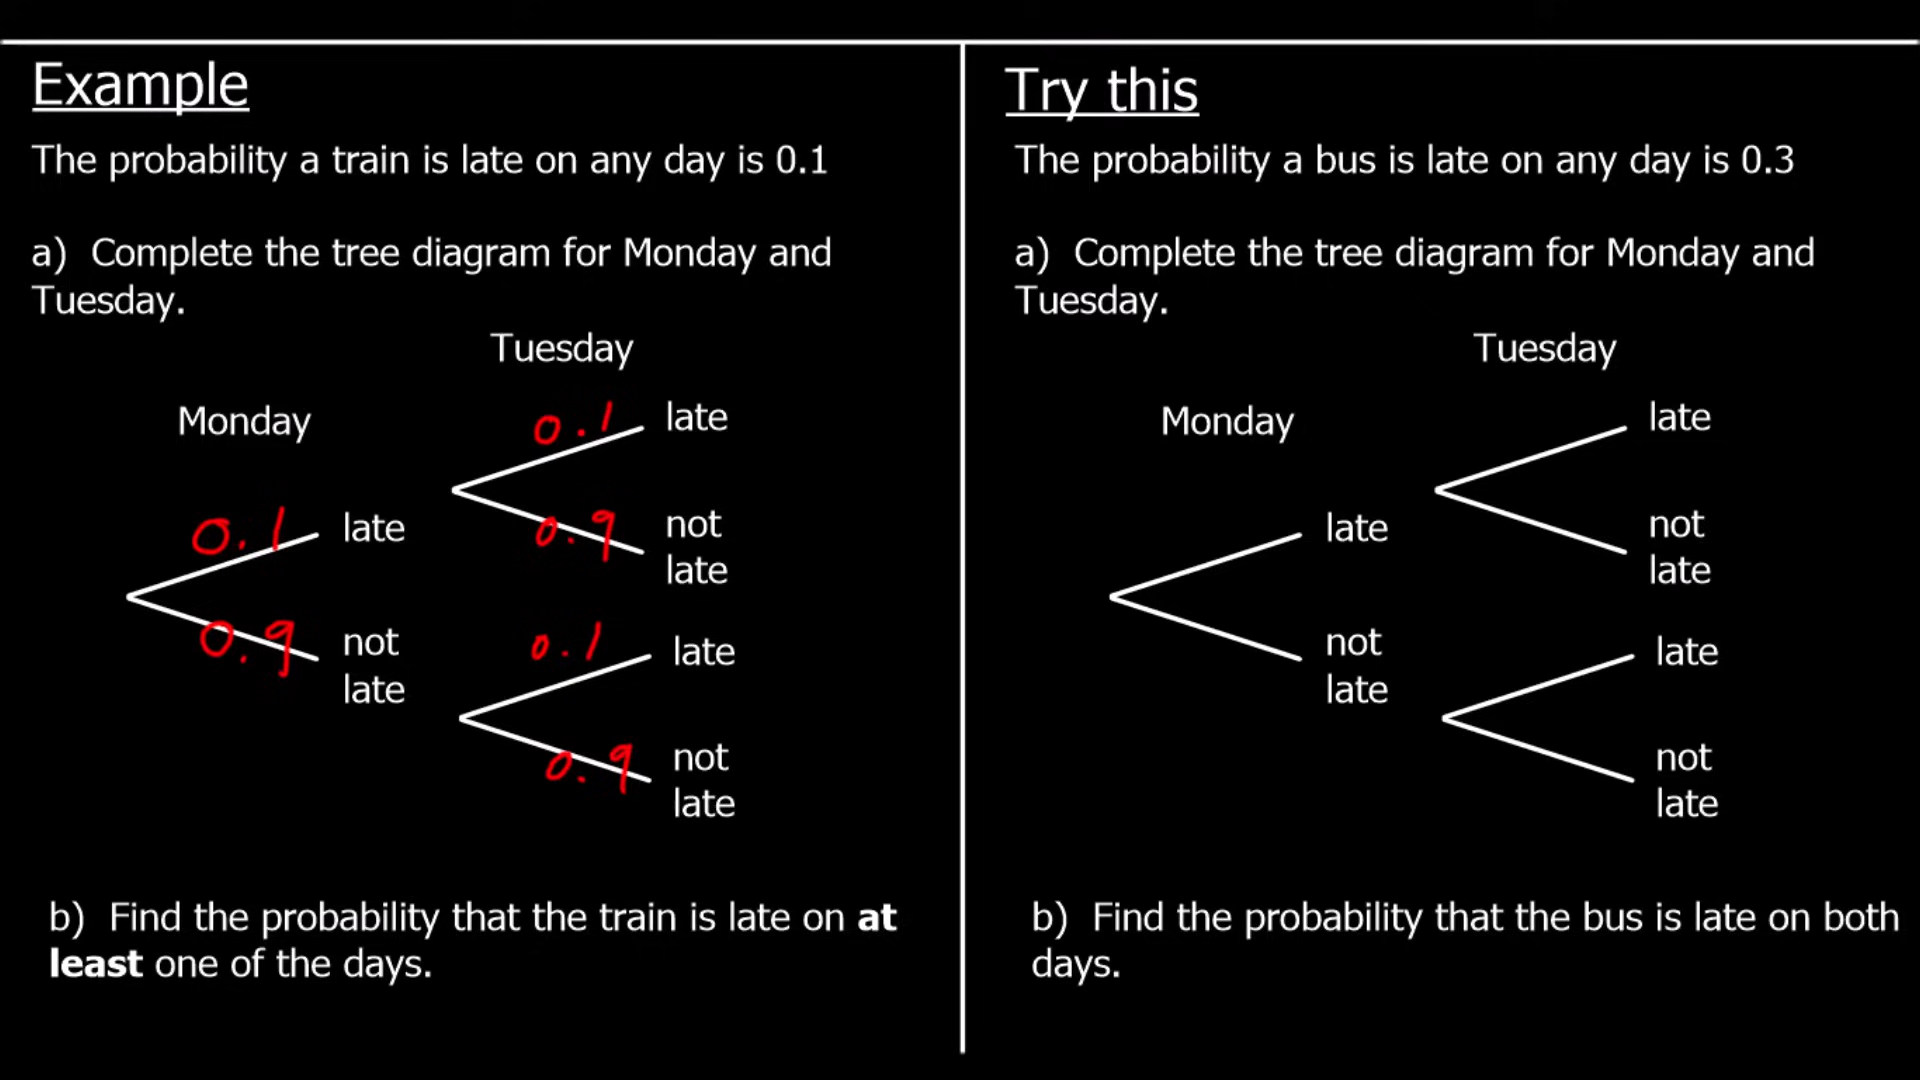 Example
The probability a train is late on any day is 0.1
a) Complete the tree diagram for Monday and
Tuesday.
Tuesday
Monday
0.1
late
0.1
late
0.9
not
late
0.9
not
late
0.1
late
0.9
not
late
b) Find the probability that the train is late on at
least one of the days.
Try this
The probability a bus is late on any day is 0.3
a) Complete the tree diagram for Monday and
Tuesday.
Tuesday
Monday
late
late
not
late
not
late
late
not
late
b) Find the probability that the bus is late on both
days.